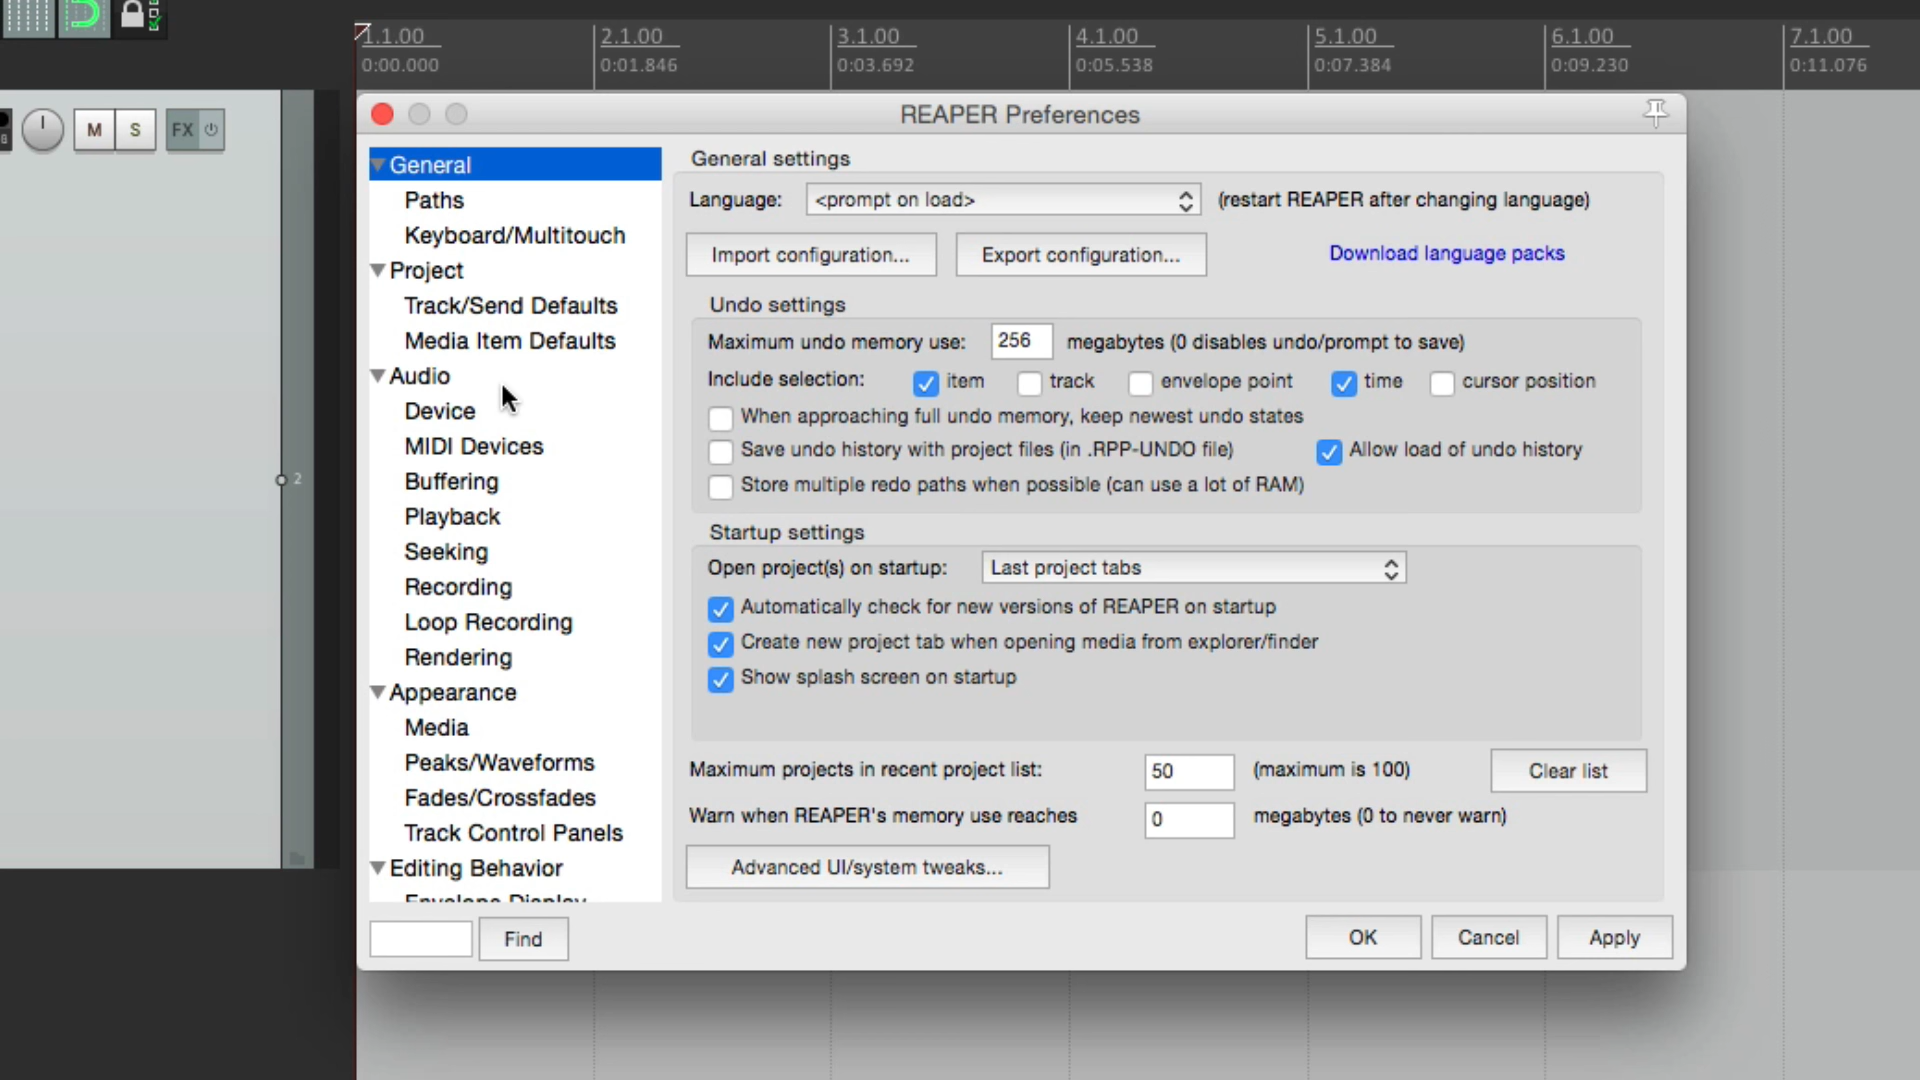 1.1.00 2.1.00 3.1.00 4.1.00 5.1.00 6.1.00 7.1.00
0:00.000 0:01.846 0:03.692 0:05.538 0:07.384 0:09.230 0:11.076
M S FX
2
REAPER Preferences
General
Paths
Keyboard/Multitouch
Project
Track/Send Defaults
Media Item Defaults
Audio
Device
MIDI Devices
Buffering
Playback
Seeking
Recording
Loop Recording
Rendering
Appearance
Media
Peaks/Waveforms
Fades/Crossfades
Track Control Panels
Editing Behavior
Envelope Display
Find
General settings
Language: <prompt on load> (restart REAPER after changing language)
Import configuration... Export configuration... Download language packs
Undo settings
Maximum undo memory use: 256 megabytes (0 disables undo/prompt to save)
Include selection: item track envelope point time cursor position
When approaching full undo memory, keep newest undo states
Save undo history with project files (in .RPP-UNDO file) Allow load of undo history
Store multiple redo paths when possible (can use a lot of RAM)
Startup settings
Open project(s) on startup: Last project tabs
Automatically check for new versions of REAPER on startup
Create new project tab when opening media from explorer/finder
Show splash screen on startup
Maximum projects in recent project list: 50 (maximum is 100) Clear list
Warn when REAPER's memory use reaches 0 megabytes (0 to never warn)
Advanced UI/system tweaks...
OK Cancel Apply